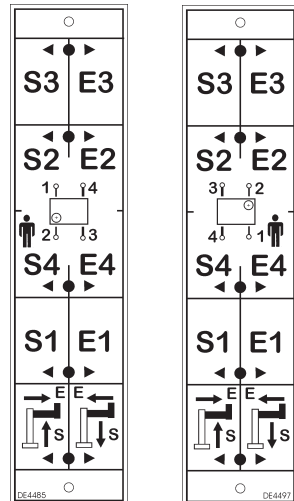 S3 E3
S2 E2
1 4
2 3
S4 E4
S1 E1
E E
S S
DE4485
S3 E3
S2 E2
3 2
4 1
S4 E4
S1 E1
E E
S S
DE4497